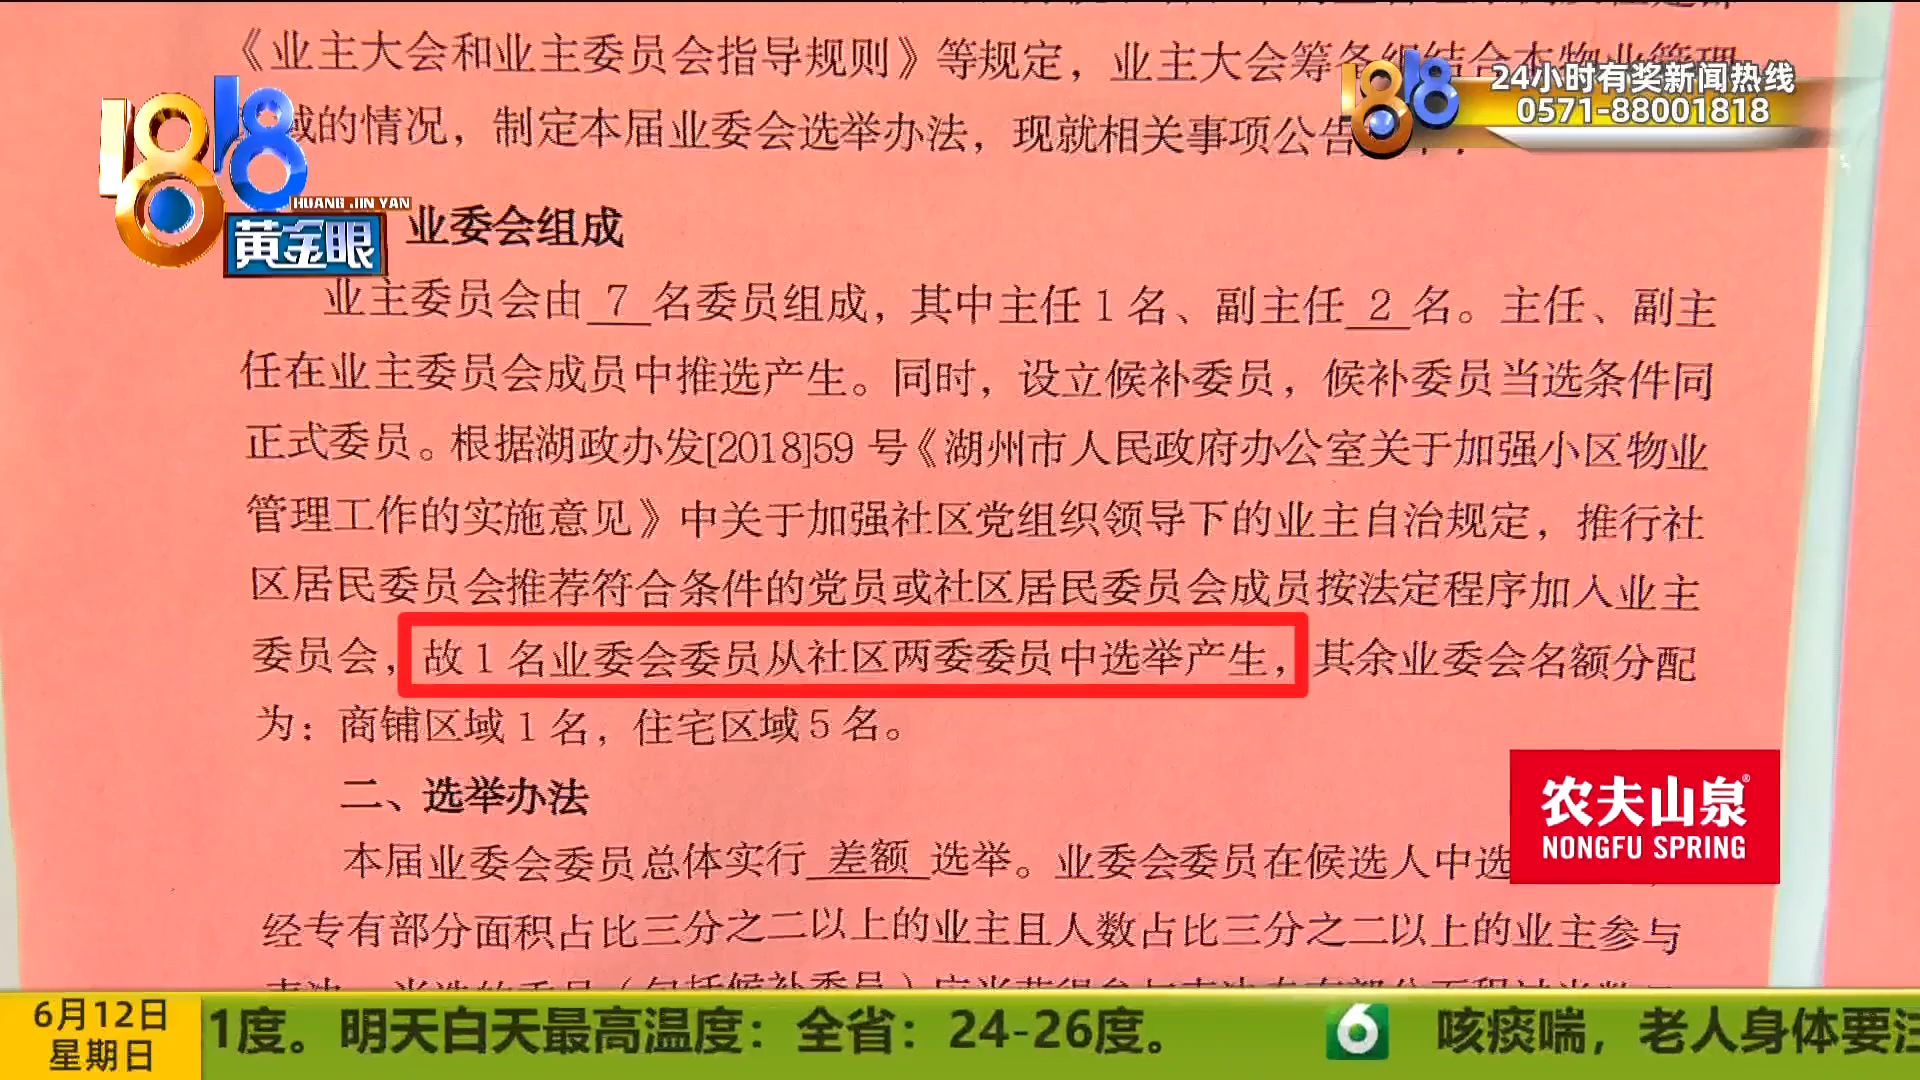 《业主大会和业主委员会指导规则》等规定，业主大会筹备组结合本物业管理
域的情况，制定本届业委会选举办法，现就相关事项公告
1818
HUANG JIN YAN
黄金眼
1818
24小时有奖新闻热线
0571-88001818
业委会组成
业主委员会由 7 名委员组成，其中主任1名、副主任 2 名。主任、副主
任在业主委员会成员中推选产生。同时，设立候补委员，候补委员当选条件同
正式委员。根据湖政办发[2018]59 号《湖州市人民政府办公室关于加强小区物业
管理工作的实施意见》中关于加强社区党组织领导下的业主自治规定，推行社
区居民委员会推荐符合条件的党员或社区居民委员会成员按法定程序加入业主
委员会，故1名业委会委员从社区两委委员中选举产生，其余业委会名额分配
为：商铺区域1名，住宅区域5名。
二、选举办法
本届业委会委员总体实行 差额 选举。业委会委员在候选人中选
经专有部分面积占比三分之二以上的业主且人数占比三分之二以上的业主参与
农夫山泉®
NONGFU SPRING
6月12日
星期日
1度。明天白天最高温度：全省：24-26度。
6
咳痰喘，老人身体要注